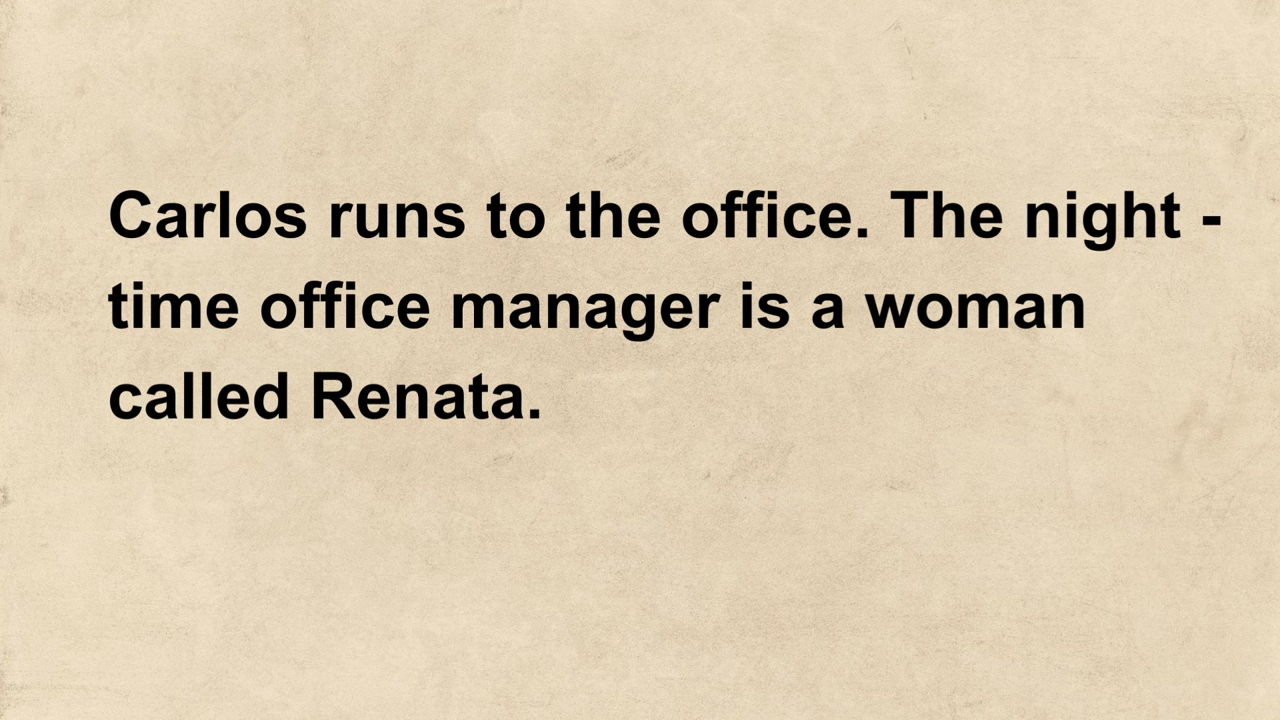 Carlos runs to the office. The night -
time office manager is a woman
called Renata.